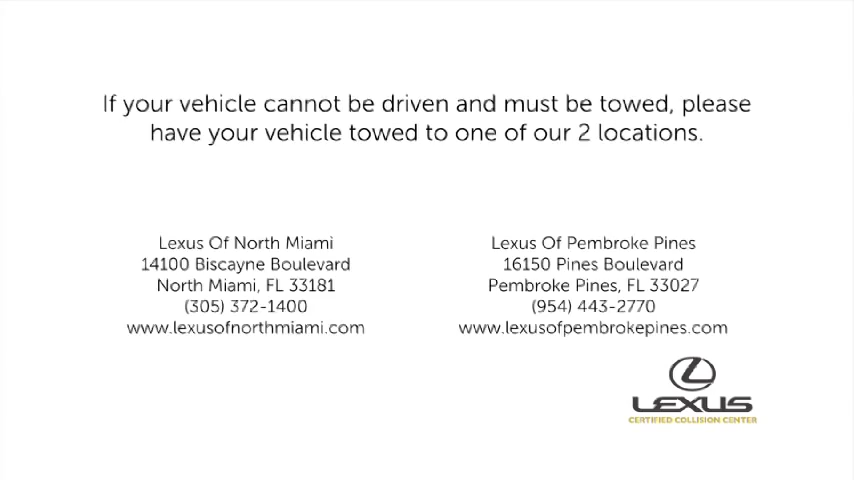 If your vehicle cannot be driven and must be towed, please
have your vehicle towed to one of our 2 locations.
Lexus Of North Miami
14100 Biscayne Boulevard
North Miami, FL 33181
(305) 372-1400
www.lexusofnorthmiami.com
Lexus Of Pembroke Pines
16150 Pines Boulevard
Pembroke Pines, FL 33027
(954) 443-2770
www.lexusofpembrokepines.com
LEXUS
CERTIFIED COLLISION CENTER